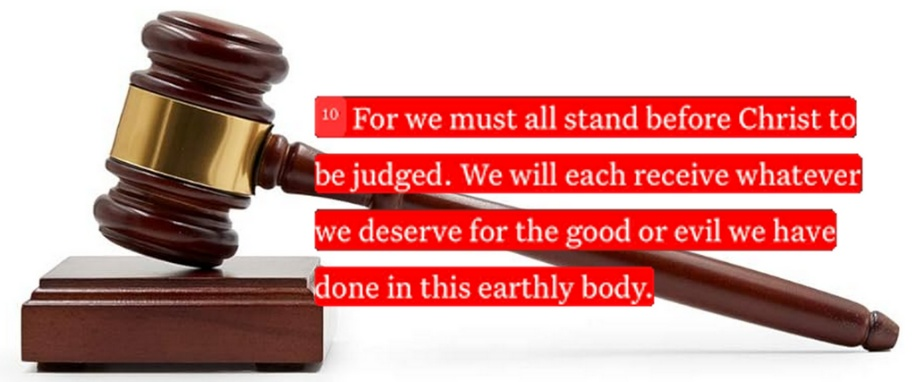 10 For we must all stand before Christ to
be judged. We will each receive whatever
we deserve for the good or evil we have
done in this earthly body.